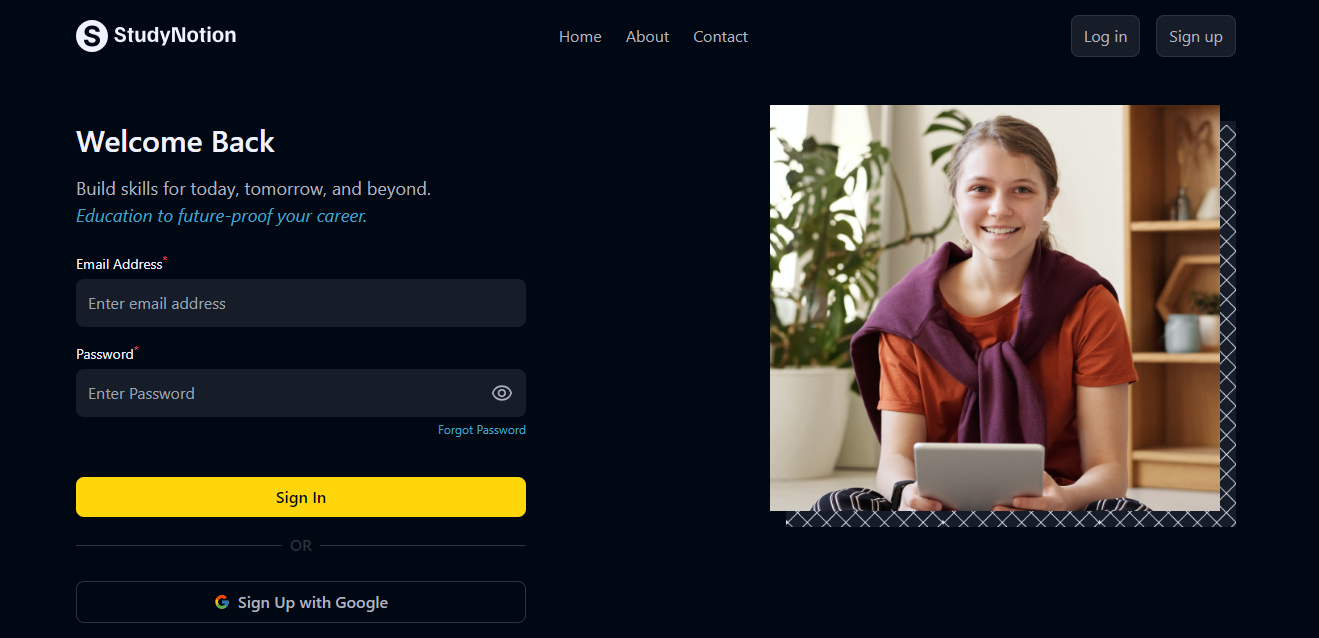 S StudyNotion
Home About Contact
Log in Sign up
Welcome Back
Build skills for today, tomorrow, and beyond.
Education to future-proof your career.
Email Address*
Enter email address
Password*
Enter Password
Forgot Password
Sign In
OR
G Sign Up with Google